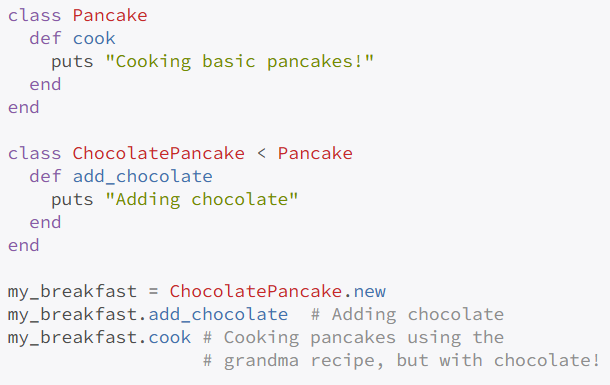 class Pancake
  def cook
    puts "Cooking basic pancakes!"
  end
end

class ChocolatePancake < Pancake
  def add_chocolate
    puts "Adding chocolate"
  end
end

my_breakfast = ChocolatePancake.new
my_breakfast.add_chocolate  # Adding chocolate
my_breakfast.cook # Cooking pancakes using the
                  # grandma recipe, but with chocolate!